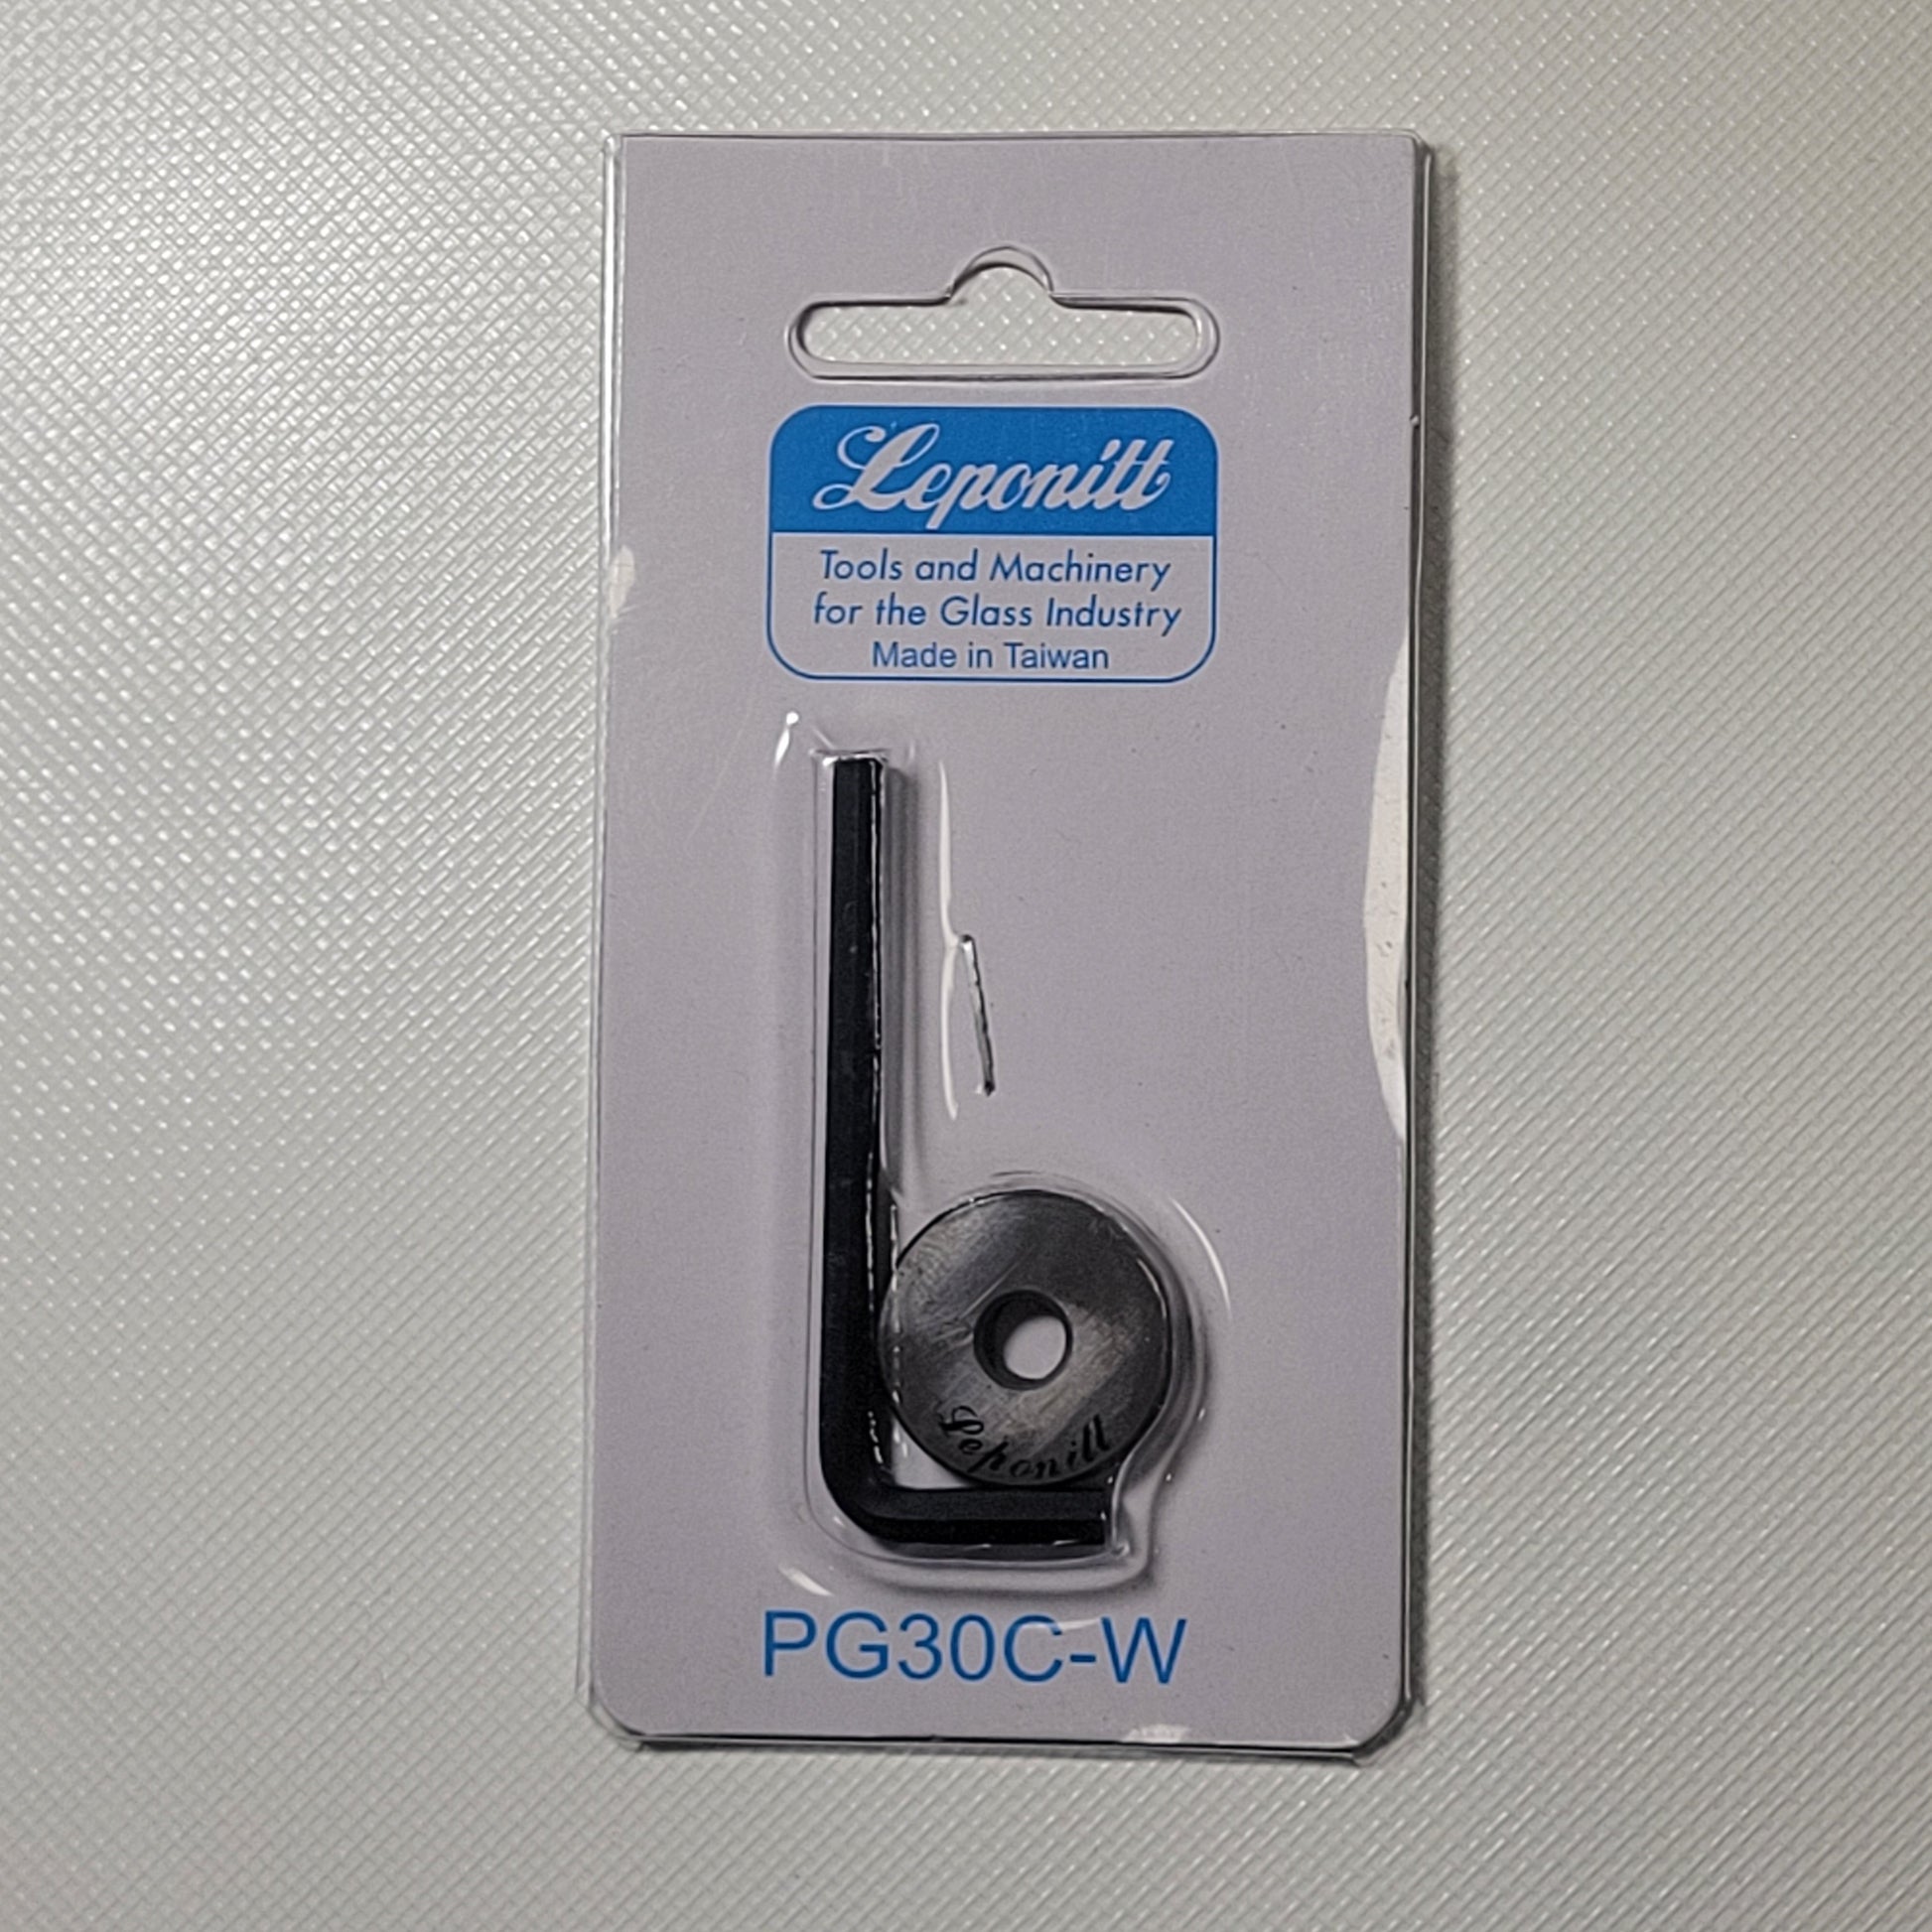 Leponitt
Tools and Machinery
for the Glass Industry
Made in Taiwan
Leponitt
PG30C-W